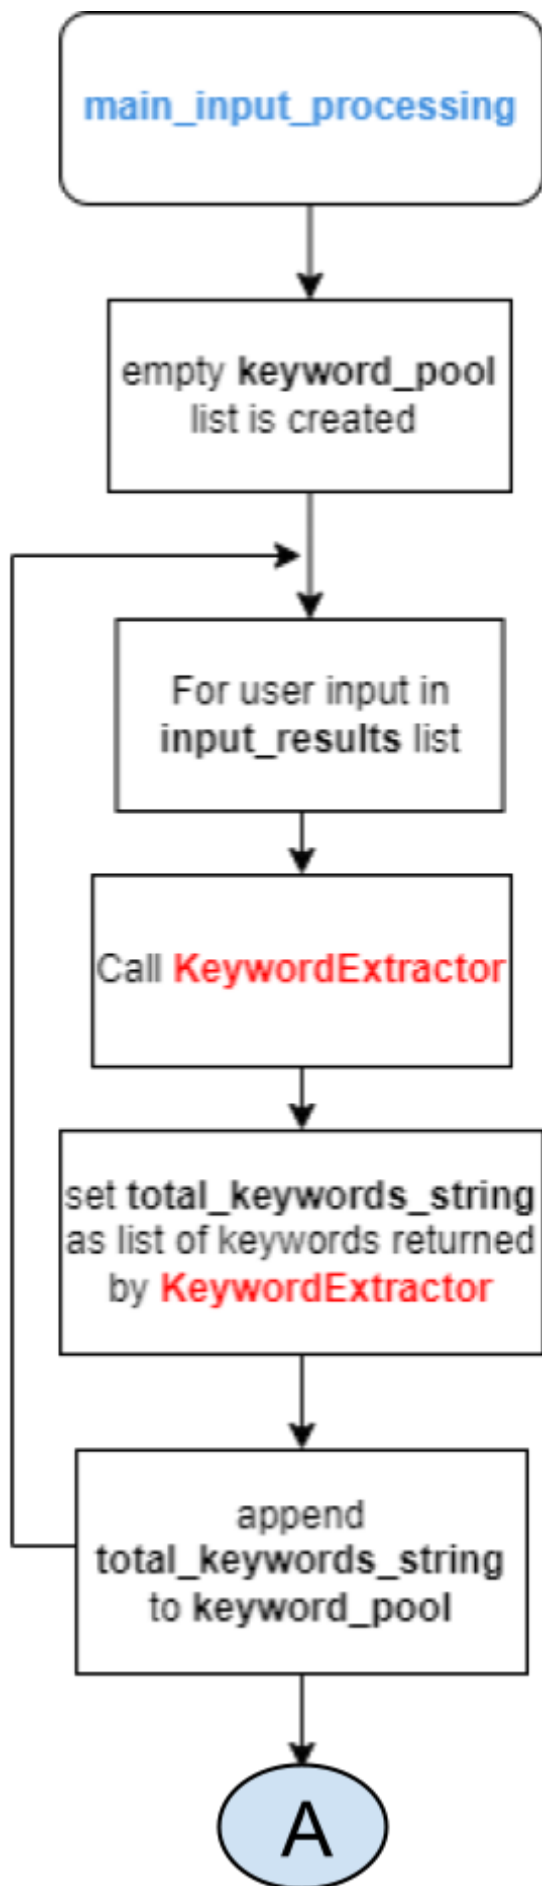 main_input_processing
empty keyword_pool
list is created
For user input in
input_results list
Call KeywordExtractor
set total_keywords_string
as list of keywords returned
by KeywordExtractor
append
total_keywords_string
to keyword_pool
A